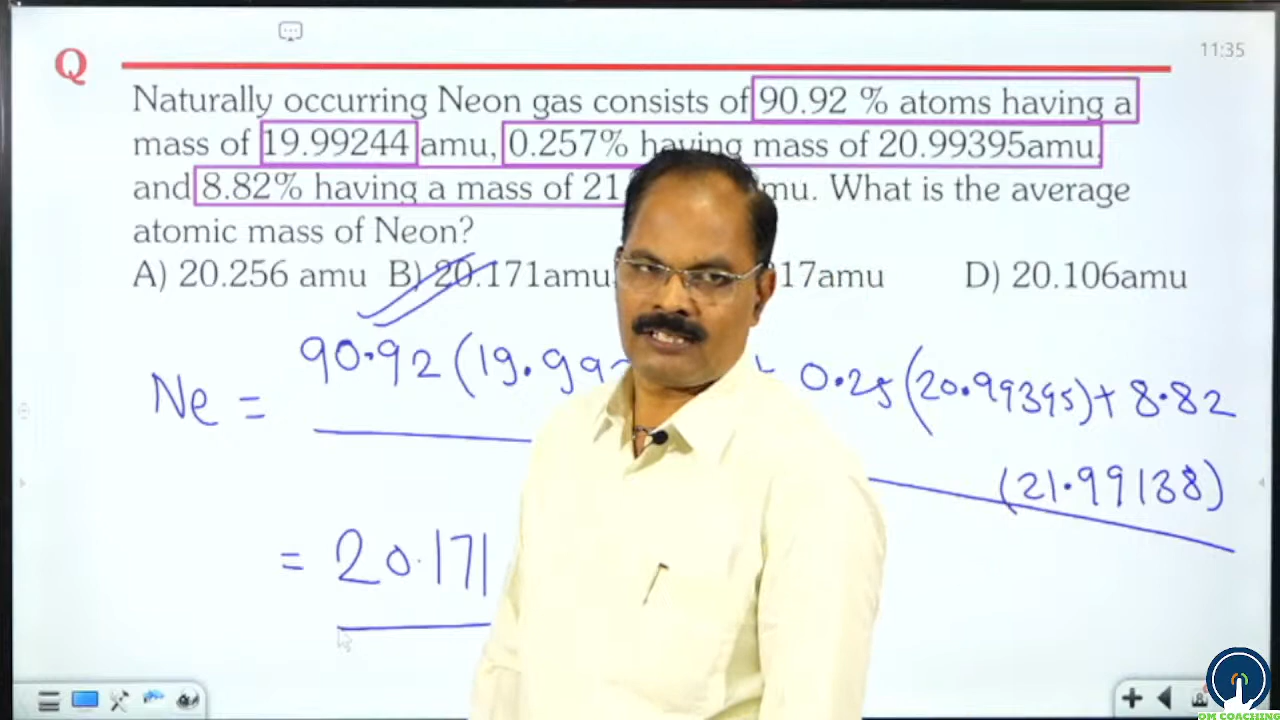 11:35
Q
Naturally occurring Neon gas consists of 90.92 % atoms having a
mass of 19.99244 amu, 0.257% having mass of 20.99395amu
and 8.82% having a mass of 21 mu. What is the average
atomic mass of Neon?
A) 20.256 amu B) 20.171amu 17amu D) 20.106amu
90.92 (19.99 0.25 (20.99395) + 8.82
Ne =
(21.99138)
= 20.171
OM COACHING